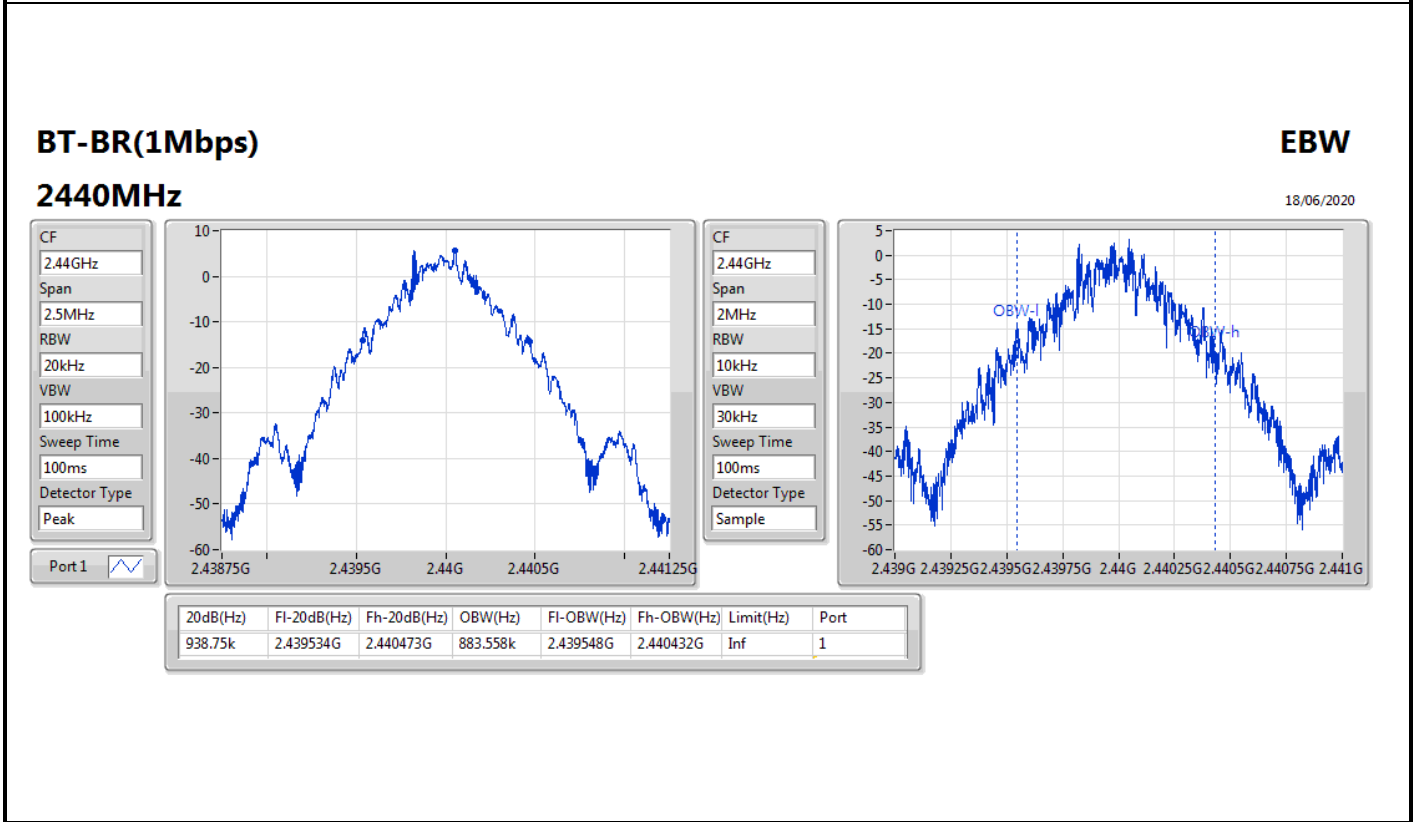 BT-BR(1Mbps)
EBW
2440MHz
18/06/2020
CF
2.44GHz
Span
2.5MHz
RBW
20kHz
VBW
100kHz
Sweep Time
100ms
Detector Type
Peak
Port 1
10
0
-10
-20
-30
-40
-50
-60
2.43875G 2.4395G 2.44G 2.4405G 2.44125G
CF
2.44GHz
Span
2MHz
RBW
10kHz
VBW
30kHz
Sweep Time
100ms
Detector Type
Sample
5
0
-5
-10
-15
-20
-25
-30
-35
-40
-45
-50
-55
-60
OBW-l
OBW-h
2.439G 2.43925G 2.4395G 2.43975G 2.44G 2.44025G 2.4405G 2.44075G 2.441G
20dB(Hz) Fl-20dB(Hz) Fh-20dB(Hz) OBW(Hz) Fl-OBW(Hz) Fh-OBW(Hz) Limit(Hz) Port
938.75k 2.439534G 2.440473G 883.558k 2.439548G 2.440432G Inf 1